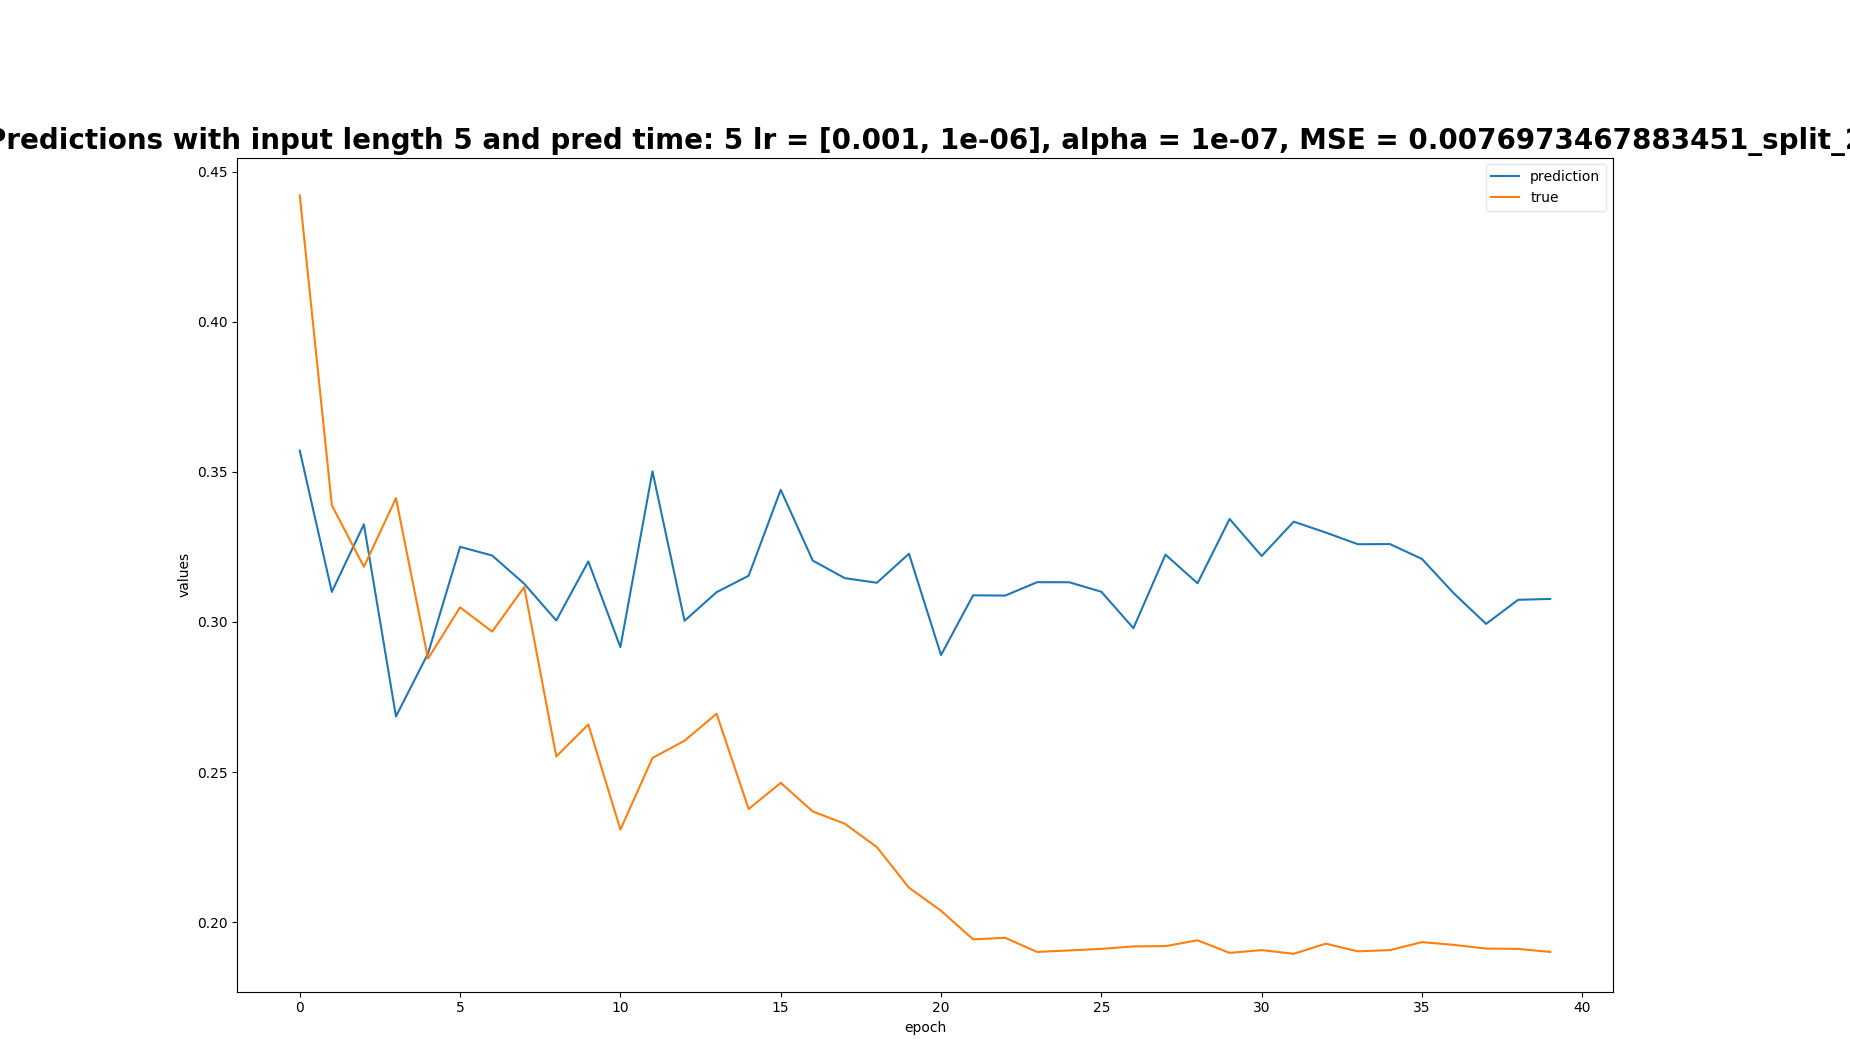 Predictions with input length 5 and pred time: 5 lr = [0.001, 1e-06], alpha = 1e-07, MSE = 0.0076973467883451_split_2
prediction
true
0.45
0.40
0.35
0.30
0.25
0.20
values
0 5 10 15 20 25 30 35 40
epoch